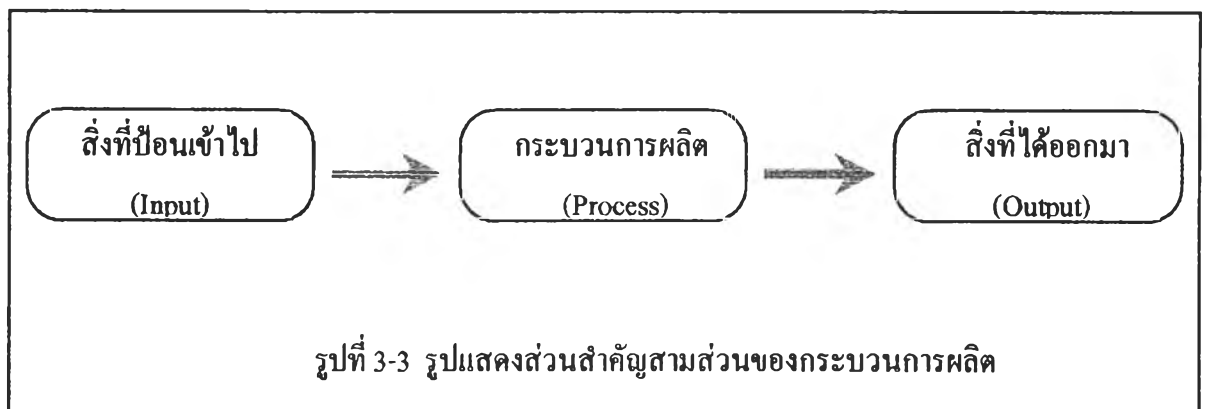 สิ่งที่ป้อนเข้าไป
(Input)
กระบวนการผลิต
(Process)
สิ่งที่ได้ออกมา
(Output)
รูปที่ 3-3 รูปแสดงส่วนสำคัญสามส่วนของกระบวนการผลิต